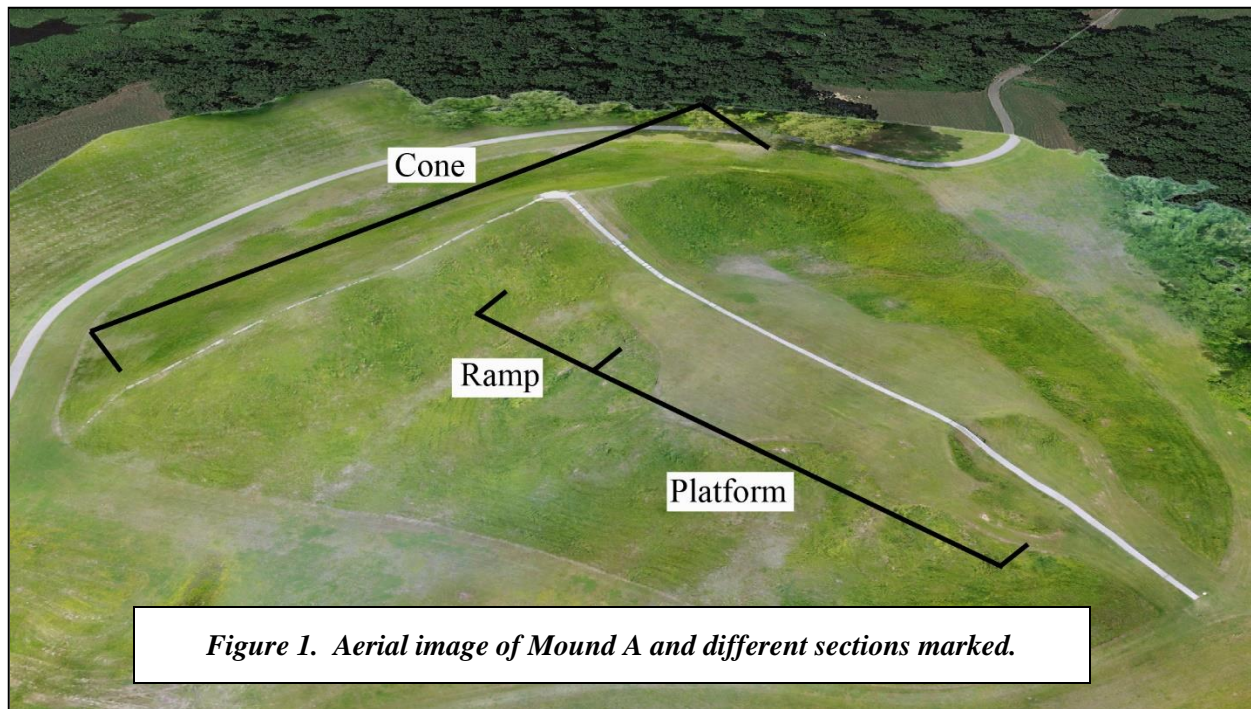 Cone
Ramp
Platform
Figure 1. Aerial image of Mound A and different sections marked.